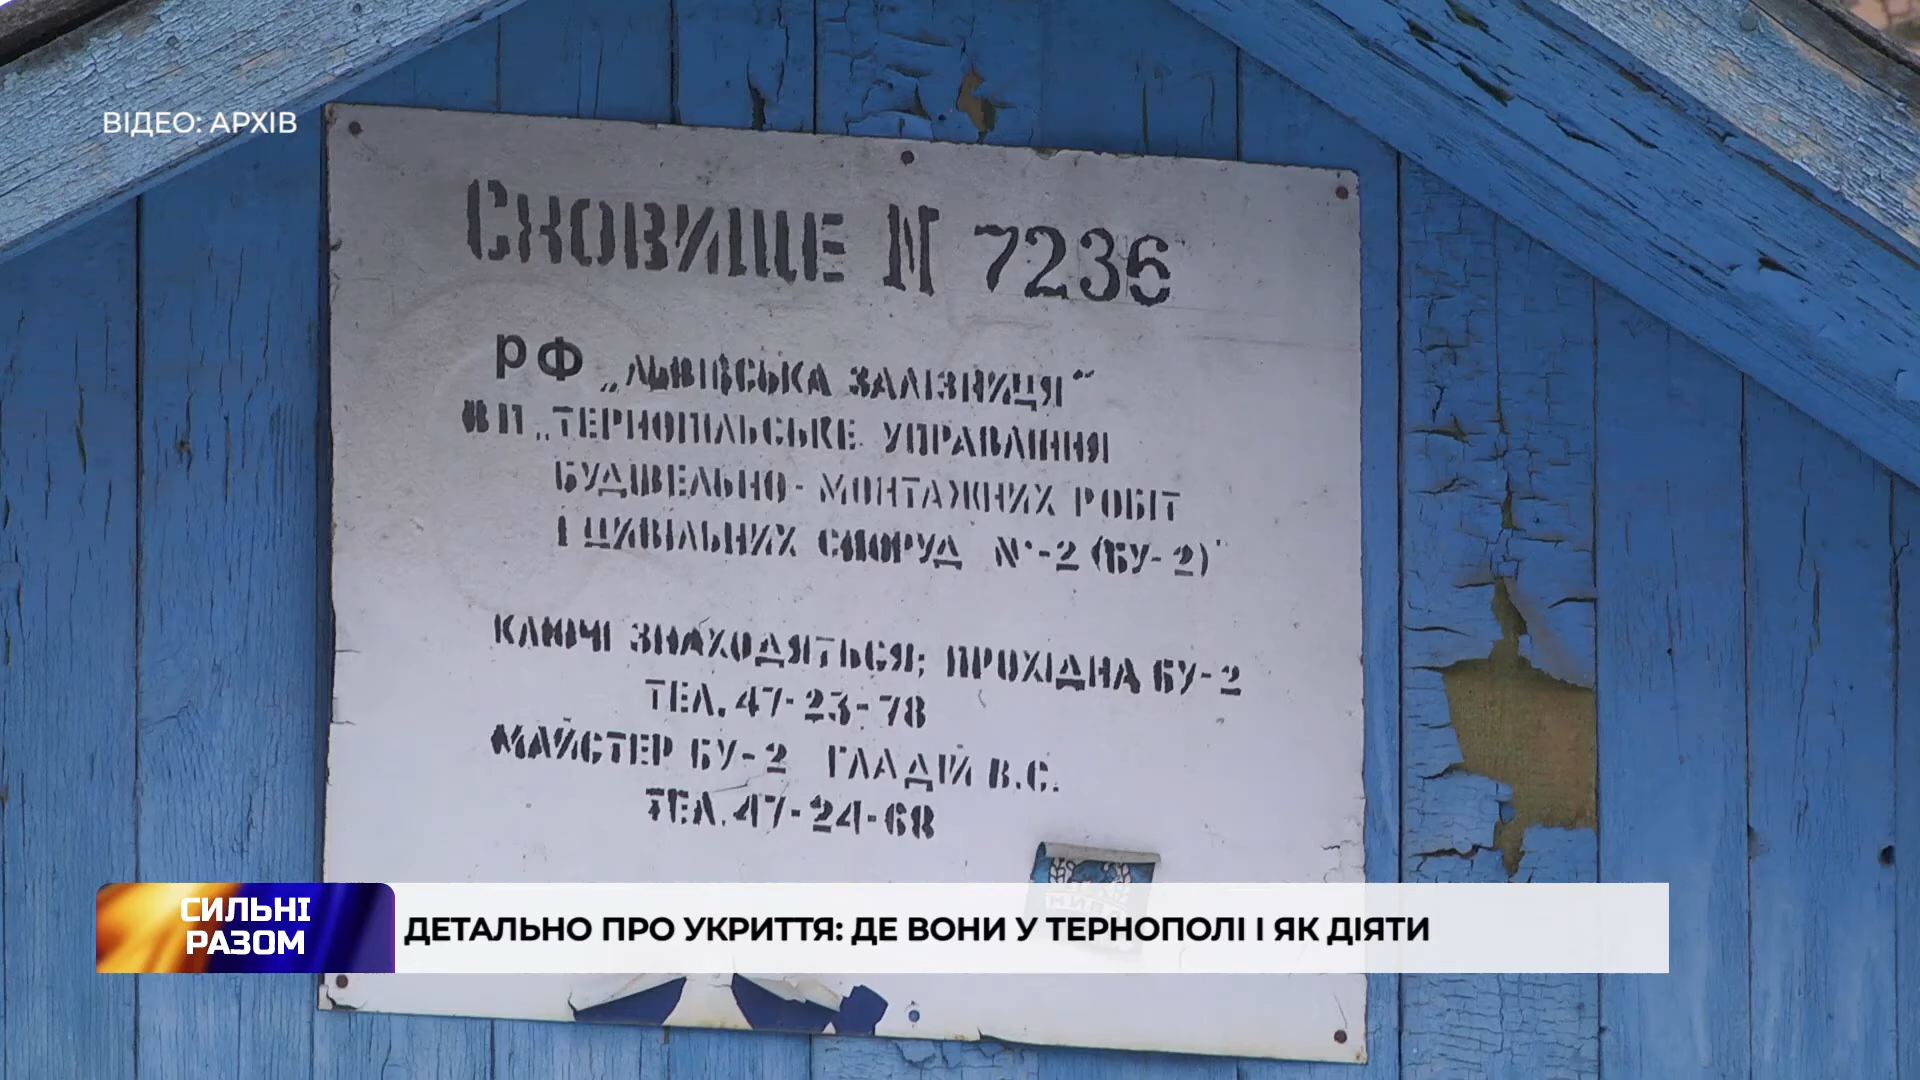 ВІДЕО: АРХІВ
СХОВИЩЕ N 7236
РФ „ЛЬВІВСЬКА ЗАЛІЗНИЦЯ“
ВП „ТЕРНОПІЛЬСЬКЕ УПРАВЛІННЯ
БУДІВЕЛЬНО-МОНТАЖНИХ РОБІТ
І ЦИВІЛЬНИХ СПОРУД №-2 (БУ-2)"
КЛЮЧІ ЗНАХОДЯТЬСЯ; ПРОХІДНА БУ-2
ТЕЛ. 47-23-78
МАЙСТЕР БУ-2 ГЛАДІЙ В.С.
ТЕЛ. 47-24-68
СИЛЬНІ
РАЗОМ
ДЕТАЛЬНО ПРО УКРИТТЯ: ДЕ ВОНИ У ТЕРНОПОЛІ І ЯК ДІЯТИ